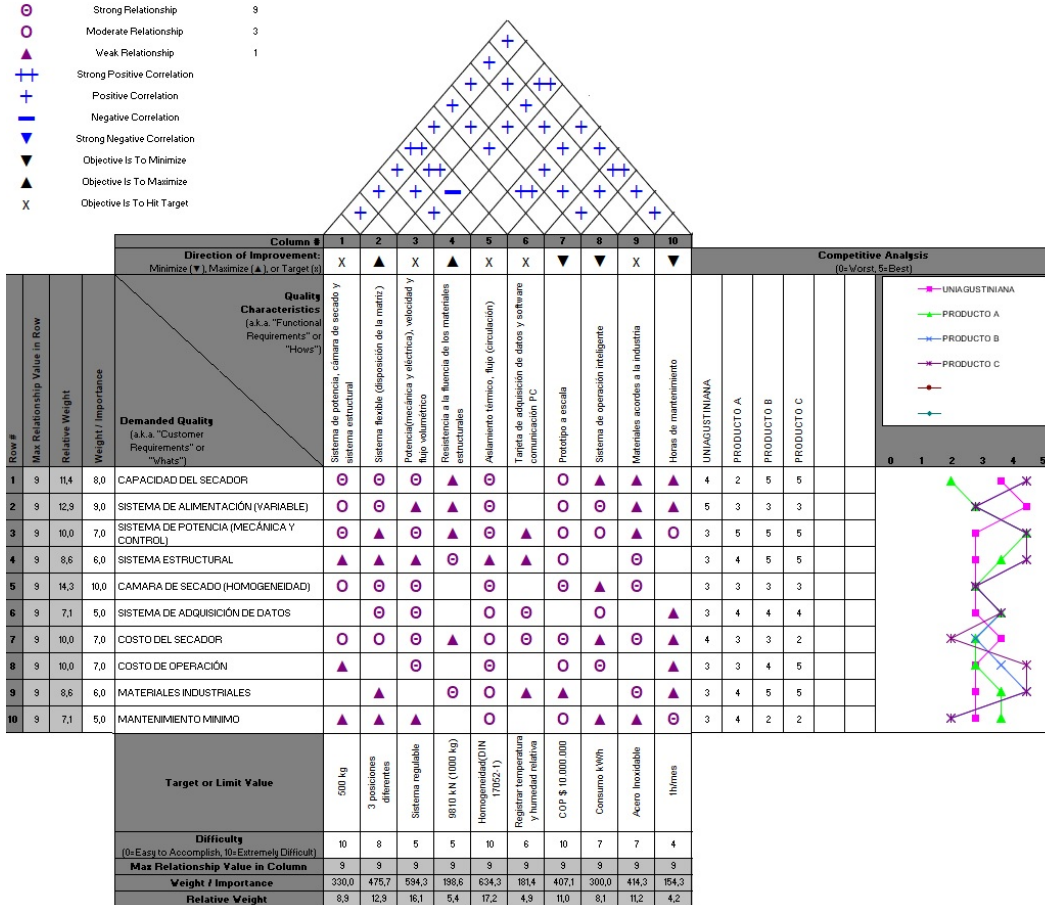 Strong Relationship 9
Moderate Relationship 3
Weak Relationship 1
Strong Positive Correlation
Positive Correlation
Negative Correlation
Strong Negative Correlation
Objective Is To Minimize
Objective Is To Maximize
X Objective Is To Hit Target
Column # 1 2 3 4 5 6 7 8 9 10
Direction of Improvement:
Minimize (▼), Maximize (▲), or Target (x)
X ▲ X ▲ X X ▼ ▼ X ▼
Competitive Analysis
(0=Worst, 5=Best)
Row #
Max Relationship Value in Row
Relative Weight
Weight / Importance
Quality
Characteristics
(a.k.a. "Functional
Requirements" or
"Hows")
Demanded Quality
(a.k.a. "Customer
Requirements" or
"Whats")
Sistema de potencia, cámara de secado y
sistema estructural
Sistema flexible (disposición de la matriz)
Potencia(mecánica y eléctrica), velocidad y
flujo volumétrico
Resistencia a la fluencia de los materiales
estructurales
Aislamiento térmico, flujo (circulación)
Tarjeta de adquisición de datos y software
comunicación PC
Prototipo a escala
Sistema de operación inteligente
Materiales acordes a la industria
Horas de mantenimiento
UNIAGUSTINIANA
PRODUCTO A
PRODUCTO B
PRODUCTO C
UNIAGUSTINIANA
PRODUCTO A
PRODUCTO B
PRODUCTO C
0 1 2 3 4 5
1 9 11,4 8,0 CAPACIDAD DEL SECADOR 4 2 5 5
2 9 12,9 9,0 SISTEMA DE ALIMENTACIÓN (VARIABLE) 5 3 3 3
3 9 10,0 7,0 SISTEMA DE POTENCIA (MECÁNICA Y
CONTROL) 3 5 5 5
4 9 8,6 6,0 SISTEMA ESTRUCTURAL 3 4 5 5
5 9 14,3 10,0 CAMARA DE SECADO (HOMOGENEIDAD) 3 3 3 3
6 9 7,1 5,0 SISTEMA DE ADQUISICIÓN DE DATOS 3 4 4 4
7 9 10,0 7,0 COSTO DEL SECADOR 4 3 3 2
8 9 10,0 7,0 COSTO DE OPERACIÓN 3 3 4 5
9 9 8,6 6,0 MATERIALES INDUSTRIALES 3 4 5 5
10 9 7,1 5,0 MANTENIMIENTO MINIMO 3 4 2 2
Target or Limit Value
500 kg
3 posiciones
diferentes
Sistema regulable
9810 kN (1000 kg)
Homogeneidad(DIN
17052-1)
Registrar temperatura
y humedad relativa
COP $ 10.000.000
Consumo kWh
Acero Inoxidable
1h/mes
Difficulty
(0=Easy to Accomplish, 10=Extremely Difficult)
10 8 5 5 10 6 10 7 7 4
Max Relationship Value in Column 9 9 9 9 9 9 9 9 9 9
Weight / Importance 330,0 475,7 594,3 198,6 634,3 181,4 407,1 300,0 414,3 154,3
Relative Weight 8,9 12,9 16,1 5,4 17,2 4,9 11,0 8,1 11,2 4,2